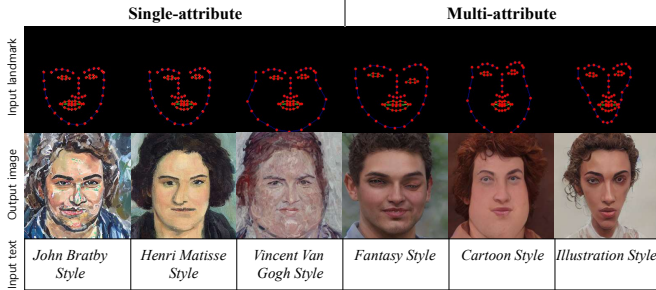 Single-attribute Multi-attribute
Input landmark
Output image
Input text
John Bratby Style
Henri Matisse Style
Vincent Van Gogh Style
Fantasy Style
Cartoon Style
Illustration Style